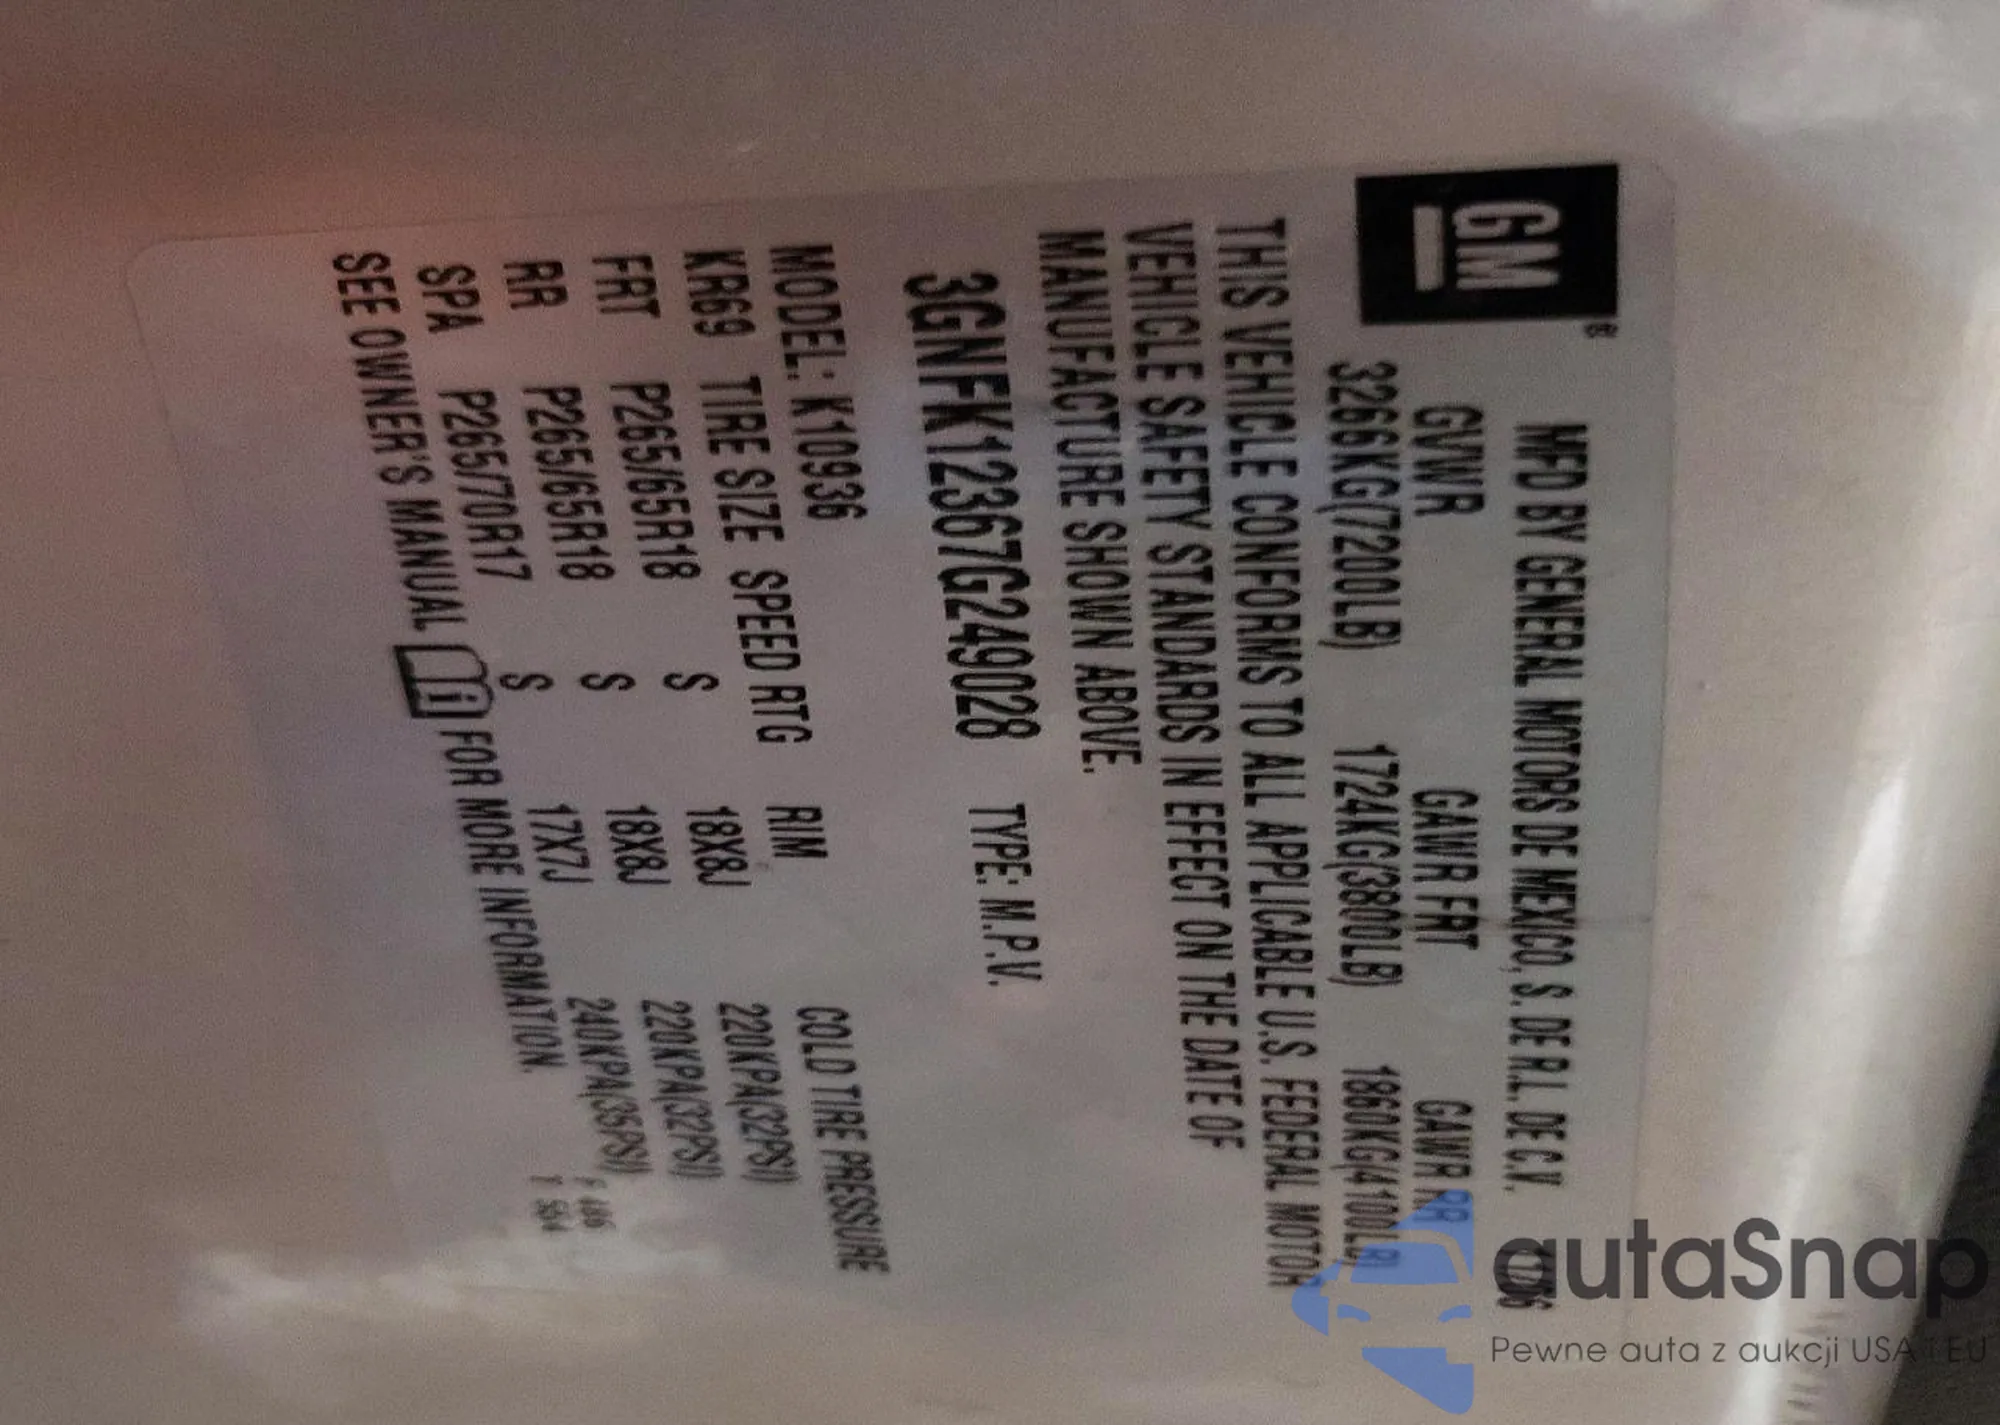 GM®
MFD BY GENERAL MOTORS DE MEXICO, S. DE R.L. DE C.V.
GVWR GAWR FRT GAWR RR
3266KG(7200LB) 1724KG(3800LB) 1860KG(4100LB)
THIS VEHICLE CONFORMS TO ALL APPLICABLE U.S. FEDERAL MOTOR
VEHICLE SAFETY STANDARDS IN EFFECT ON THE DATE OF
MANUFACTURE SHOWN ABOVE.
3GNFK12367G249028 TYPE: M.P.V.
MODEL: K10936
KR69 TIRE SIZE SPEED RTG RIM COLD TIRE PRESSURE
FRT P265/65R18 S 18X8J 220KPA(32PSI)
RR P265/65R18 S 18X8J 220KPA(32PSI)
SPA P265/70R17 S 17X7J 240KPA(35PSI)
SEE OWNER'S MANUAL FOR MORE INFORMATION.
autaSnap
Pewne auta z aukcji USA i EU